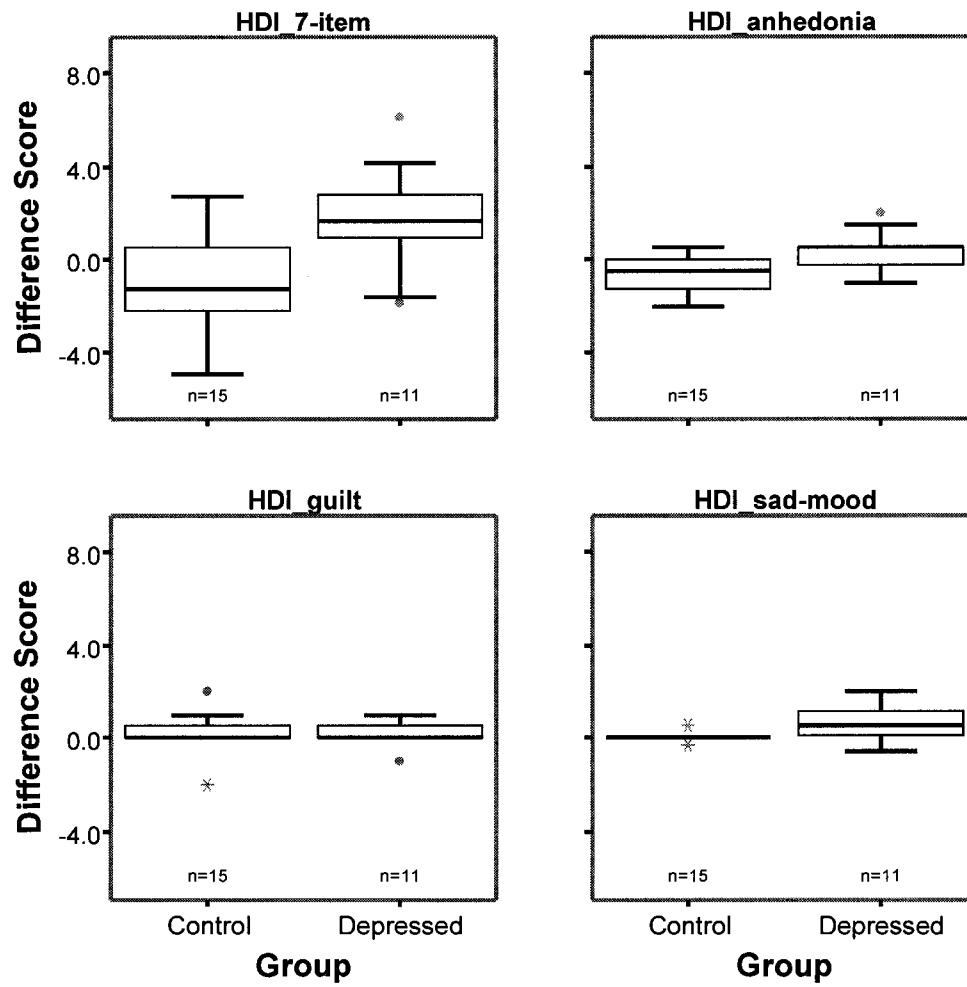 HDI_7-item
HDI_anhedonia
Difference Score
8.0
4.0
0.0
-4.0
n=15
n=11
n=15
n=11
HDI_guilt
HDI_sad-mood
Difference Score
8.0
4.0
0.0
-4.0
n=15
n=11
n=15
n=11
Control
Depressed
Control
Depressed
Group
Group